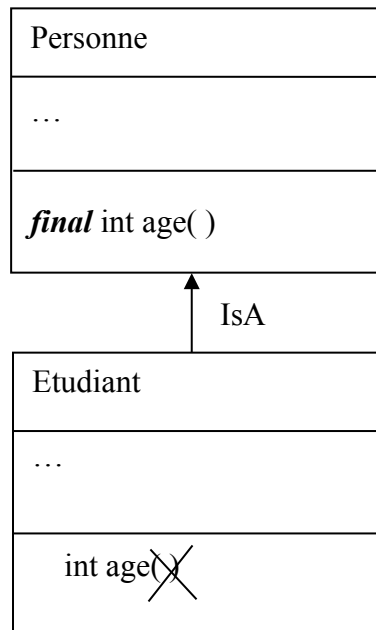 Personne
…
final int age( )
IsA
Etudiant
…
int age( )